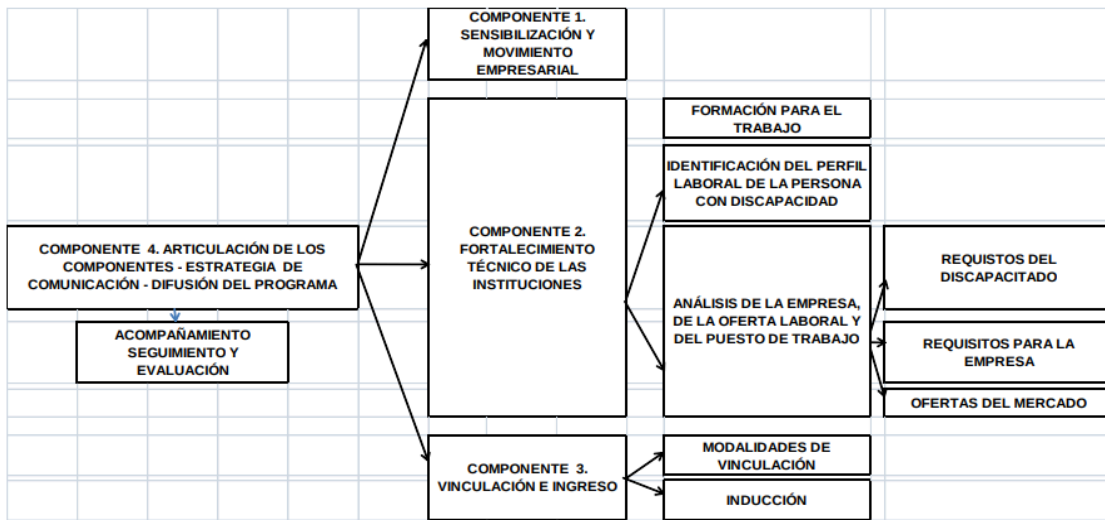 COMPONENTE 1.
SENSIBILIZACIÓN Y
MOVIMIENTO
EMPRESARIAL
FORMACIÓN PARA EL
TRABAJO
IDENTIFICACIÓN DEL PERFIL
LABORAL DE LA PERSONA
CON DISCAPACIDAD
COMPONENTE 4. ARTICULACIÓN DE LOS
COMPONENTES - ESTRATEGIA DE
COMUNICACIÓN - DIFUSIÓN DEL PROGRAMA
COMPONENTE 2.
FORTALECIMIENTO
TÉCNICO DE LAS
INSTITUCIONES
ANÁLISIS DE LA EMPRESA,
DE LA OFERTA LABORAL Y
DEL PUESTO DE TRABAJO
REQUISTOS DEL
DISCAPACITADO
ACOMPAÑAMIENTO
SEGUIMIENTO Y
EVALUACIÓN
REQUISITOS PARA LA
EMPRESA
OFERTAS DEL MERCADO
COMPONENTE 3.
VINCULACIÓN E INGRESO
MODALIDADES DE
VINCULACIÓN
INDUCCIÓN